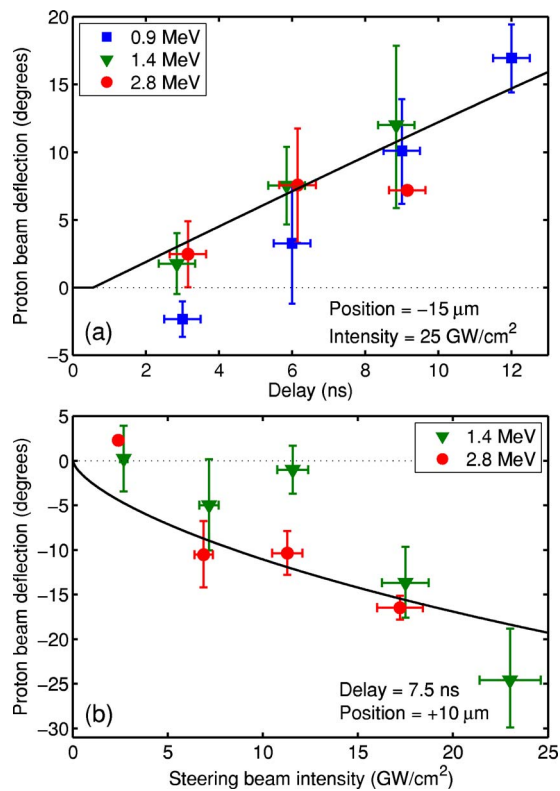 20
15
10
5
0
−5
0.9 MeV
1.4 MeV
2.8 MeV
Proton beam deflection (degrees)
(a)
Position = −15 μm
Intensity = 25 GW/cm²
0 2 4 6 8 10 12
Delay (ns)
5
0
−5
−10
−15
−20
−25
−30
1.4 MeV
2.8 MeV
Proton beam deflection (degrees)
(b)
Delay = 7.5 ns
Position = +10 μm
0 5 10 15 20 25
Steering beam intensity (GW/cm²)